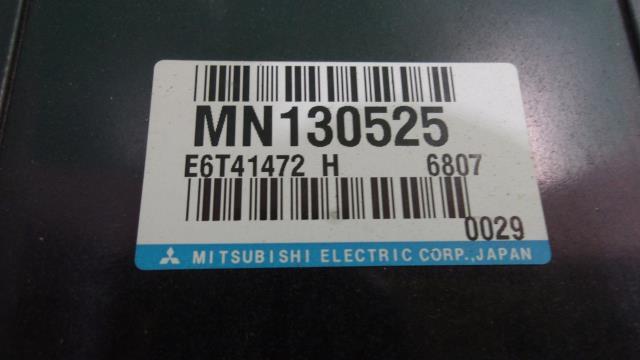 MN130525
E6T41472 H 6807
0029
MITSUBISHI ELECTRIC CORP.,JAPAN